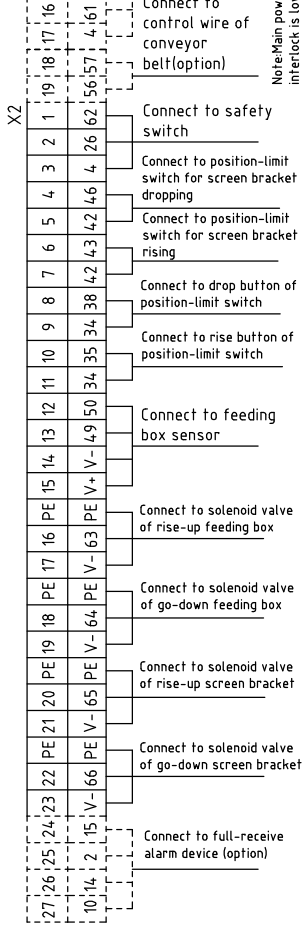 16 61 Connect to
17 4 control wire of
conveyor
18 57 belt(option)
19 56
Note:Main pow
interlock is lo
X2
1 62 Connect to safety
2 26 switch
3 4 Connect to position-limit
switch for screen bracket
4 46 dropping
5 42 Connect to position-limit
switch for screen bracket
6 43 rising
7 42
8 38 Connect to drop button of
9 34 position-limit switch
10 35 Connect to rise button of
position-limit switch
11 34
12 50 Connect to feeding
13 49 box sensor
14 V-
15 V+
PE PE Connect to solenoid valve
16 63 of rise-up feeding box
17 V-
PE PE Connect to solenoid valve
18 64 of go-down feeding box
19 V-
PE PE Connect to solenoid valve
20 65 of rise-up screen bracket
21 V-
PE PE Connect to solenoid valve
22 66 of go-down screen bracket
23 V-
24 15 Connect to full-receive
25 2 alarm device (option)
26 14
27 10